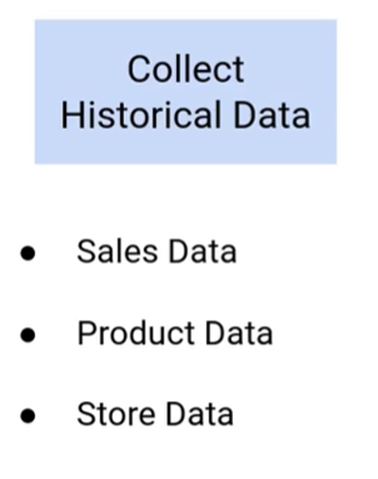 Collect
Historical Data
● Sales Data
● Product Data
● Store Data